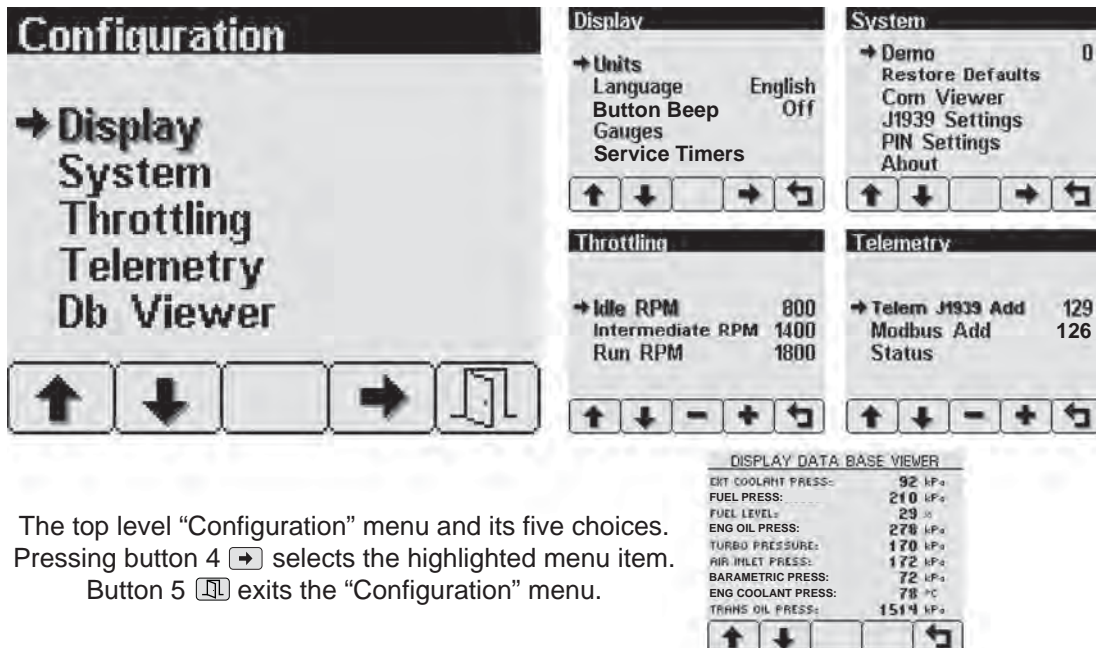 Configuration
Display
System
Throttling
Telemetry
Db Viewer
Display
Units
Language English
Button Beep Off
Gauges
Service Timers
System
Demo 0
Restore Defaults
Com Viewer
J1939 Settings
PIN Settings
About
Throttling
Idle RPM 800
Intermediate RPM 1400
Run RPM 1800
Telemetry
Telem J1939 Add 129
Modbus Add 126
Status
DISPLAY DATA BASE VIEWER
EXT COOLANT PRESS: 92 kPa
FUEL PRESS: 210 kPa
FUEL LEVEL: 29 %
ENG OIL PRESS: 278 kPa
TURBO PRESSURE: 170 kPa
AIR INLET PRESS: 172 kPa
BARAMETRIC PRESS: 72 kPa
ENG COOLANT PRESS: 78 °C
TRANS OIL PRESS: 1514 kPa
The top level “Configuration” menu and its five choices.
Pressing button 4 selects the highlighted menu item.
Button 5 exits the “Configuration” menu.